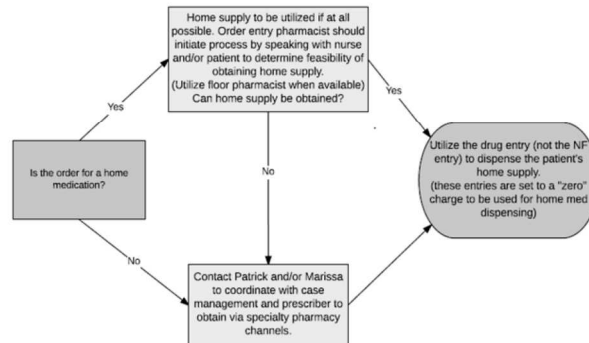 Home supply to be utilized if at all
possible. Order entry pharmacist should
initiate process by speaking with nurse
and/or patient to determine feasibility of
obtaining home supply.
(Utilize floor pharmacist when available)
Can home supply be obtained?
Yes
Yes
Is the order for a home
medication?
No
Utilize the drug entry (not the NF
entry) to dispense the patient's
home supply.
(these entries are set to a "zero"
charge to be used for home med
dispensing)
No
Contact Patrick and/or Marissa
to coordinate with case
management and prescriber to
obtain via specialty pharmacy
channels.